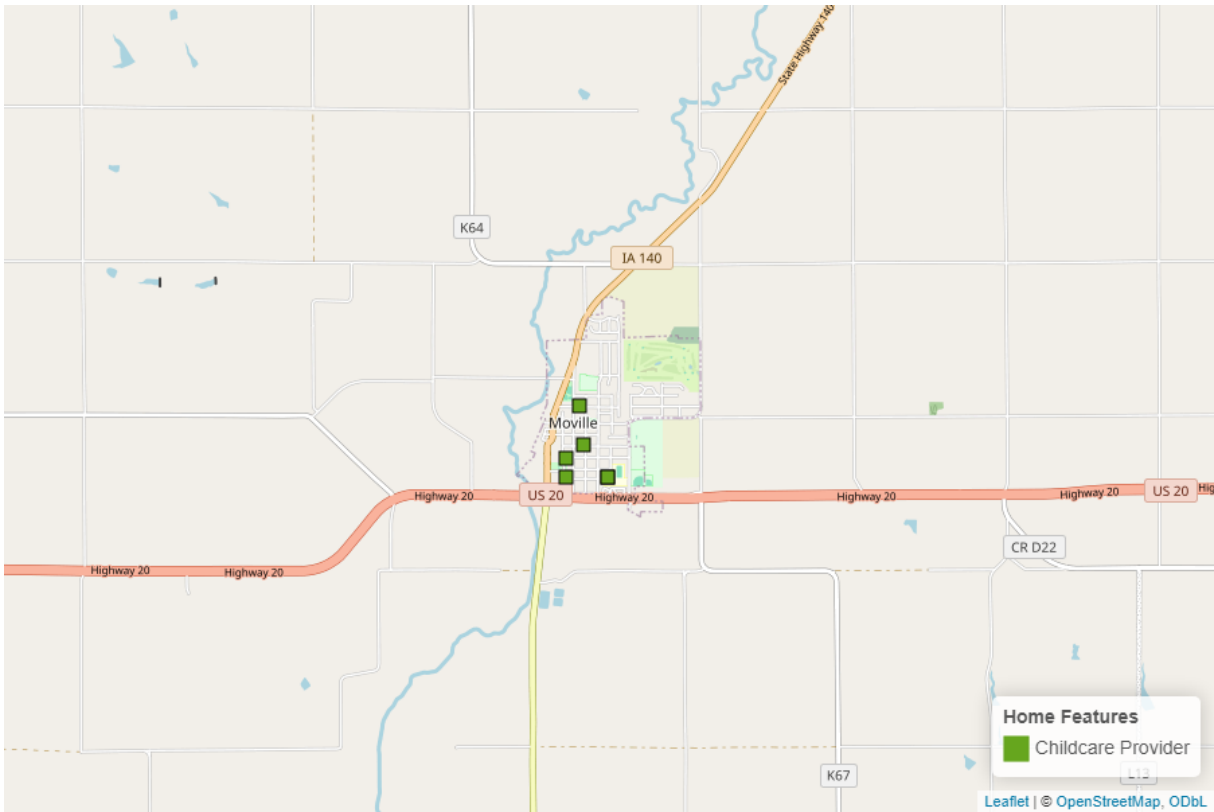 State Highway 140
K64
IA 140
Moville
Highway 20
US 20
Highway 20
Highway 20
Highway 20
US 20
Highway 20
Highway 20
CR D22
Home Features
Childcare Provider
K67
L13
Leaflet | © OpenStreetMap, ODbL